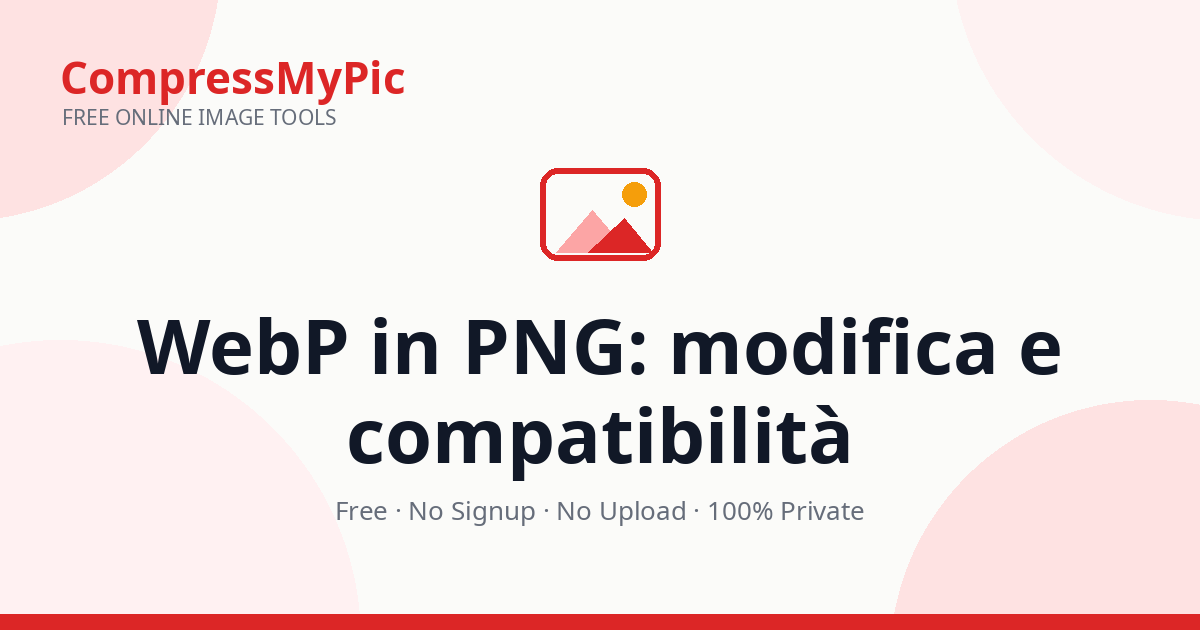 CompressMyPic
FREE ONLINE IMAGE TOOLS
WebP in PNG: modifica e
compatibilità
Free · No Signup · No Upload · 100% Private